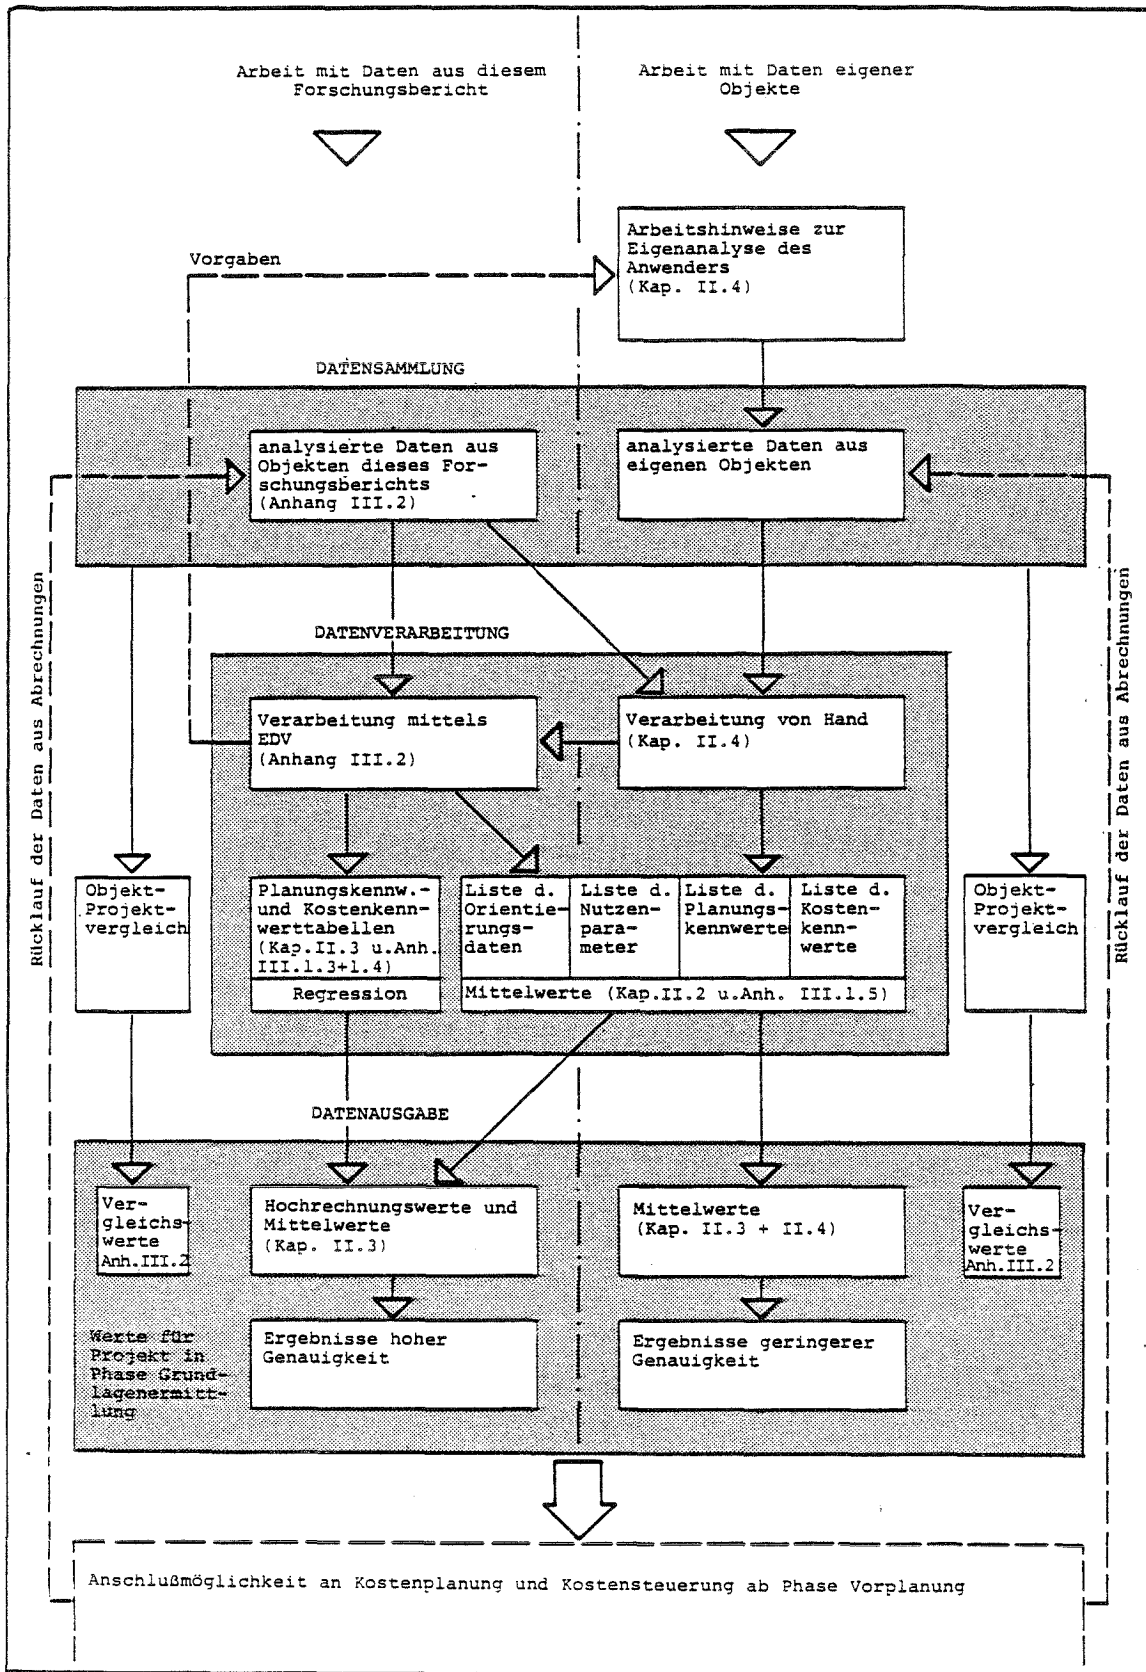 Arbeit mit Daten aus diesem
Forschungsbericht
Arbeit mit Daten eigener
Objekte
Arbeitshinweise zur
Eigenanalyse des
Anwenders
(Kap. II.4)
Vorgaben
DATENSAMMLUNG
analysierte Daten aus
Objekten dieses For-
schungsberichts
(Anhang III.2)
analysierte Daten aus
eigenen Objekten
Rücklauf der Daten aus Abrechnungen
Rücklauf der Daten aus Abrechnungen
DATENVERARBEITUNG
Verarbeitung mittels
EDV
(Anhang III.2)
Verarbeitung von Hand
(Kap. II.4)
Objekt-
Projekt-
vergleich
Planungskennw.-
und Kostenkenn-
werttabellen
(Kap.II.3 u.Anh.
III.1.3+1.4)
Regression
Liste d.
Orientie-
rungs-
daten
Liste d.
Nutzen-
para-
meter
Liste d.
Planungs-
kennwerte
Liste d.
Kosten-
kenn-
werte
Mittelwerte (Kap.II.2 u.Anh. III.1.5)
Objekt-
Projekt-
vergleich
DATENAUSGABE
Ver-
gleichs-
werte
Anh.III.2
Hochrechnungswerte und
Mittelwerte
(Kap. II.3)
Mittelwerte
(Kap. II.3 + II.4)
Ver-
gleichs-
werte
Anh.III.2
Werte für
Projekt in
Phase Grund-
lagenermitt-
lung
Ergebnisse hoher
Genauigkeit
Ergebnisse geringerer
Genauigkeit
Anschlußmöglichkeit an Kostenplanung und Kostensteuerung ab Phase Vorplanung